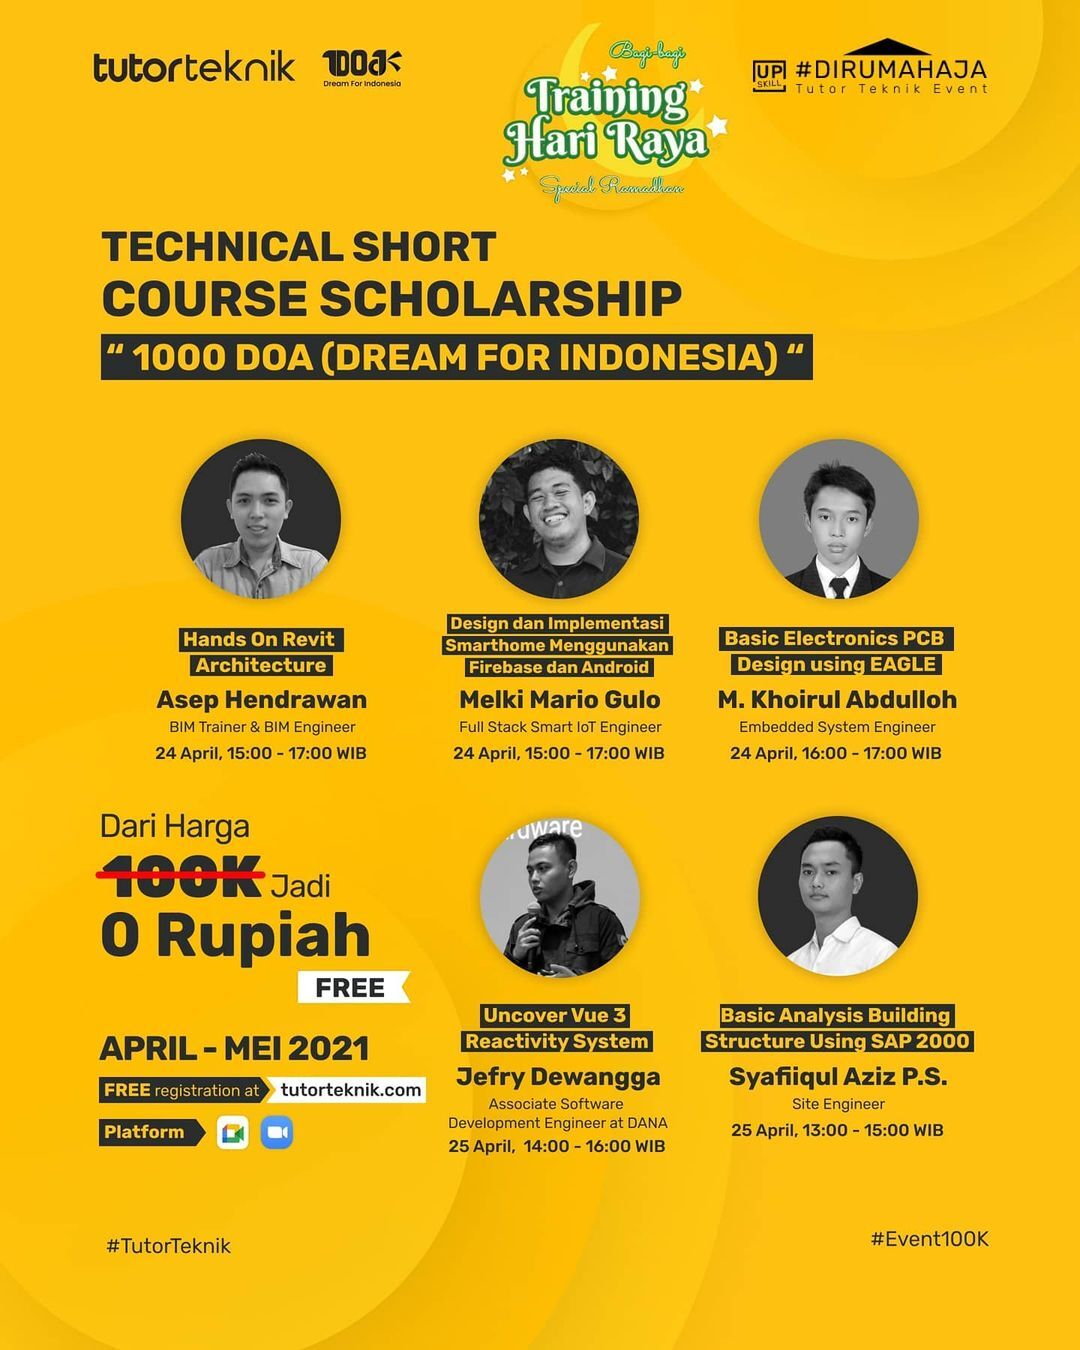 tutorteknik
1000DOA
Dream For Indonesia
Bagi-bagi
Training
Hari Raya
Special Ramadhan
UP
SKILL
#DIRUMAHAJA
Tutor Teknik Event
TECHNICAL SHORT
COURSE SCHOLARSHIP
“ 1000 DOA (DREAM FOR INDONESIA) “
Hands On Revit
Architecture
Asep Hendrawan
BIM Trainer & BIM Engineer
24 April, 15:00 - 17:00 WIB
Design dan Implementasi
Smarthome Menggunakan
Firebase dan Android
Melki Mario Gulo
Full Stack Smart IoT Engineer
24 April, 15:00 - 17:00 WIB
Basic Electronics PCB
Design using EAGLE
M. Khoirul Abdulloh
Embedded System Engineer
24 April, 16:00 - 17:00 WIB
Dari Harga
100K Jadi
0 Rupiah
FREE
APRIL - MEI 2021
FREE registration at tutorteknik.com
Platform
Uncover Vue 3
Reactivity System
Jefry Dewangga
Associate Software
Development Engineer at DANA
25 April, 14:00 - 16:00 WIB
Basic Analysis Building
Structure Using SAP 2000
Syafiiqul Aziz P.S.
Site Engineer
25 April, 13:00 - 15:00 WIB
#TutorTeknik
#Event100K